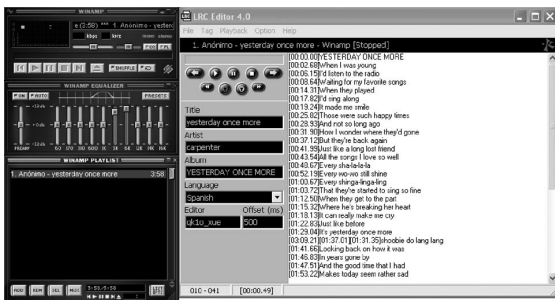 WINAMP
(2:58) *** 1. Anónimo - yester
kbps
kHz
SHUFFLE
WINAMP EQUALIZER
ON
AUTO
PRESETS
WINAMP PLAYLIST
1. Anónimo - yesterday once more 3:58
ADD
REM
SEL
MISC
LRC Editor 4.0
File Tag Playback Option Help
1. Anónimo - yesterday once more - Winamp [Stopped]
Title
yesterday once more
Artist
carpenter
Album
YESTERDAY ONCE MORE
Language
Spanish
Editor Offset (ms)
qk1o_xue 500
[00:00.00]YESTERDAY ONCE MORE
[00:02.68]When I was young
[00:06.15]I'd listen to the radio
[00:08.64]Waiting for my favorite songs
[00:14.31]When they played
[00:17.82]I'd sing along
[00:19.24]It made me smile
[00:25.82]Those were such happy times
[00:28.93]And not so long ago
[00:31.90]How I wonder where they'd gone
[00:37.12]But they're back again
[00:41.99]Just like a long lost friend
[00:43.54]All the songs I love so well
[00:48.67]Every sha-la-la-la
[00:52.19]Every wo-wo still shine
[01:00.67]Every shinga-ling-ling
[01:03.72]That they're started to sing so fine
[01:12.50]When they get to the part
[01:15.32]Where he's breaking her heart
[01:18.13]It can really make me cry
[01:22.83]Just like before
[01:29.04]It's yesterday once more
[03:09.21][01:37.01][01:31.35]shoobie do lang lang
[01:41.66]Looking back on how it was
[01:46.83]In years gone by
[01:47.51]And the good time that I had
[01:53.22]Makes today seem rather sad
010 - 041 [00:00.49]